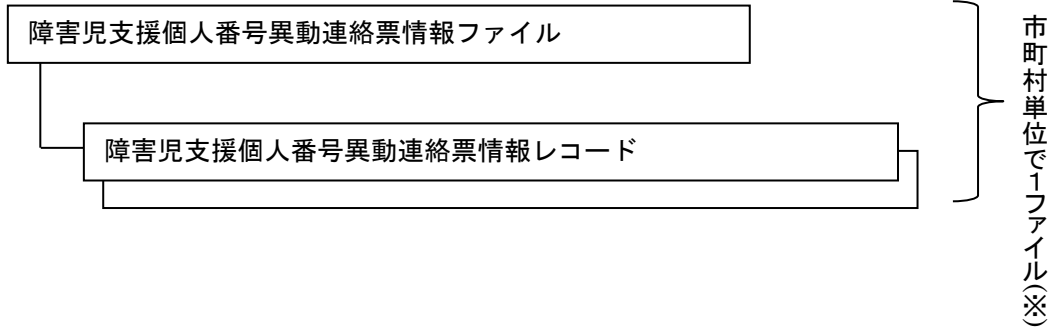 障害児支援個人番号異動連絡票情報ファイル
障害児支援個人番号異動連絡票情報レコード
市町村単位で1ファイル(※)